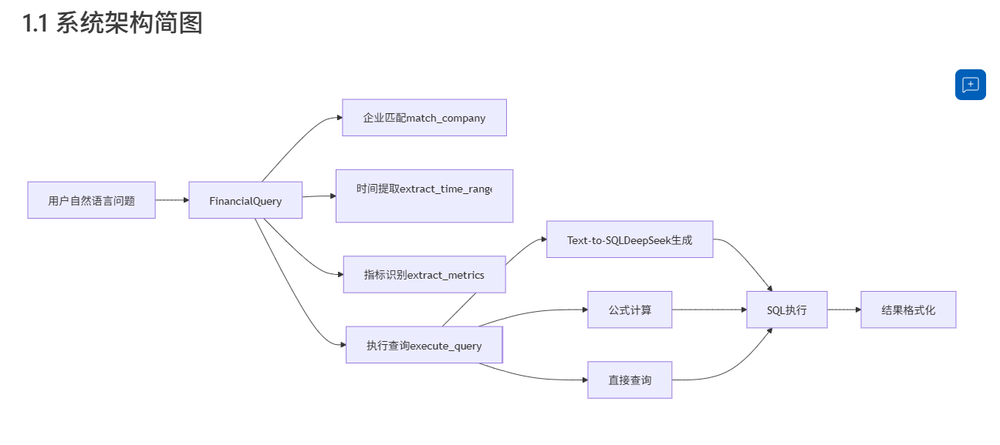 1.1 系统架构简图
企业匹配match_company
时间提取extract_time_range
用户自然语言问题
FinancialQuery
Text-to-SQLDeepSeek生成
指标识别extract_metrics
公式计算
SQL执行
结果格式化
执行查询execute_query
直接查询